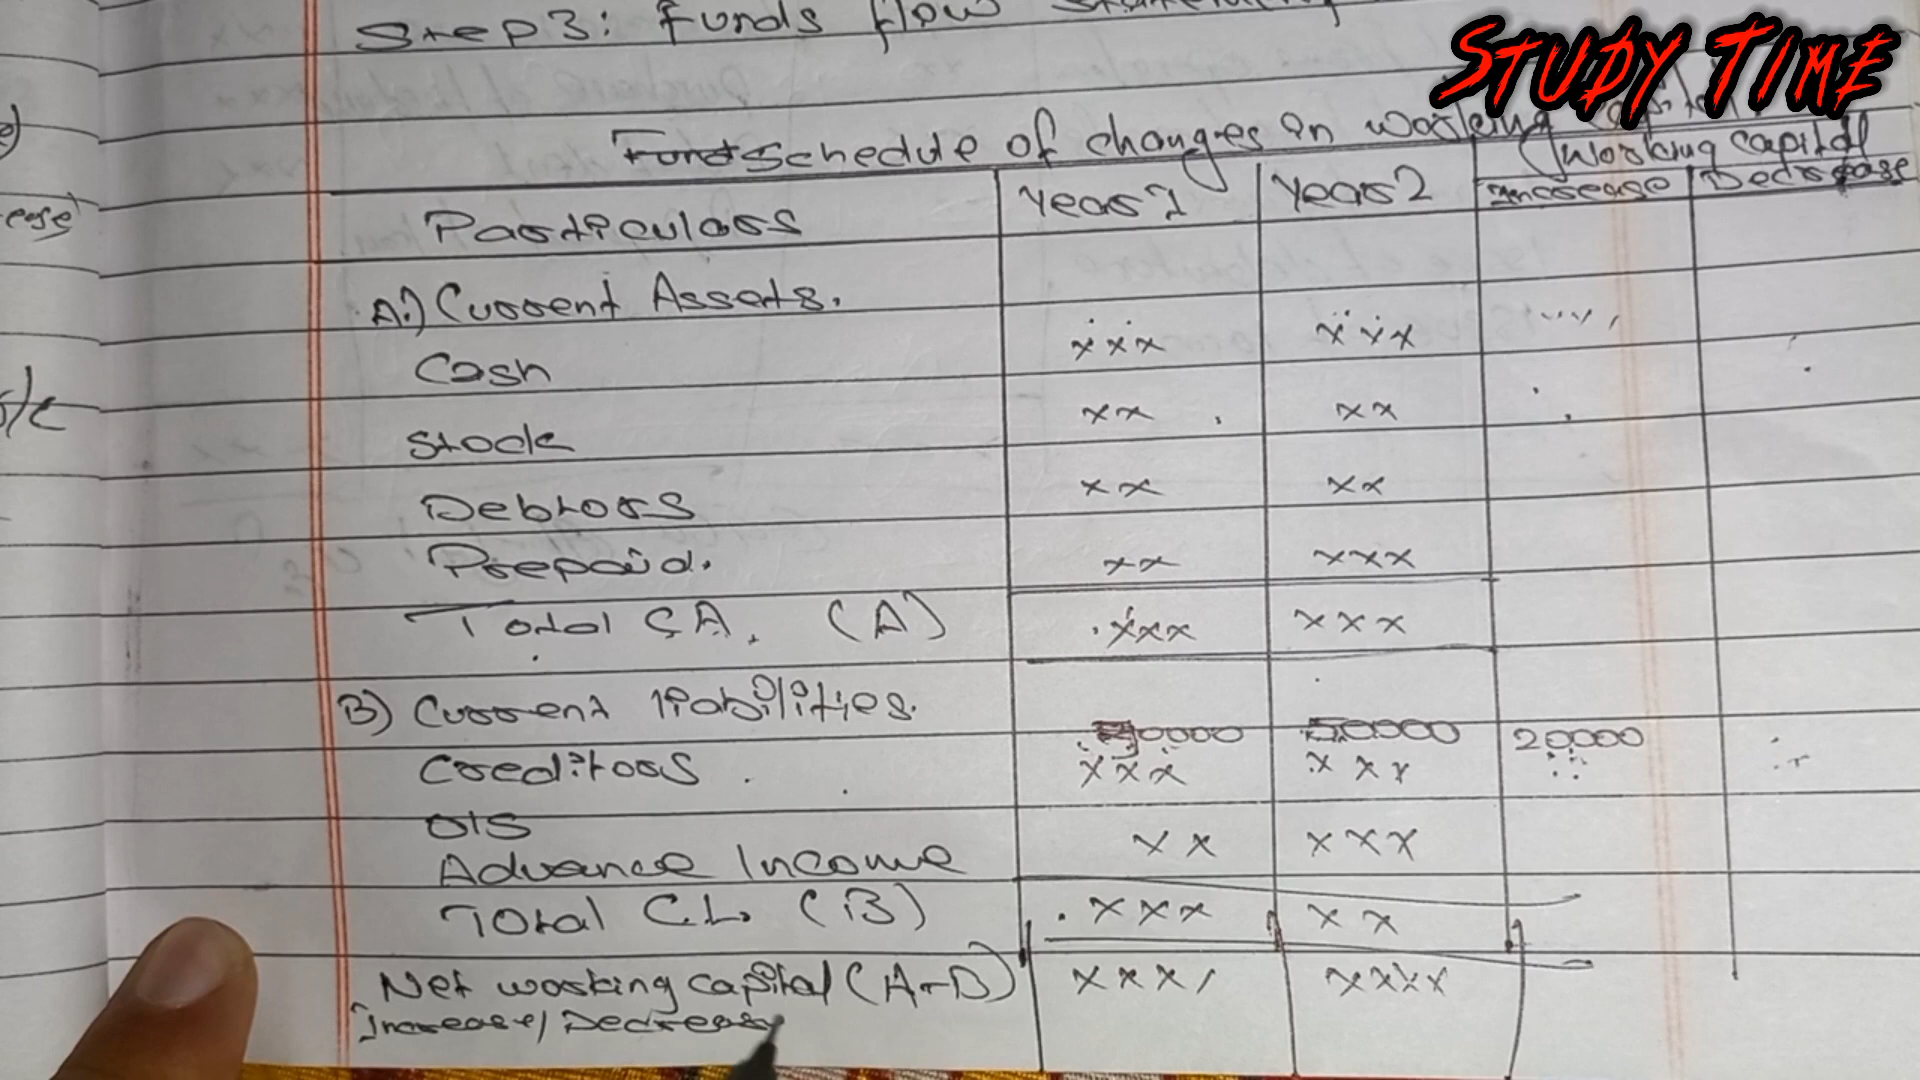 Step 3: Funds flow
STUDY TIME
Schedule of changes in working capital
Particulars Year 1 Year 2 Working capital
Increase Decrease
A.) Current Assets.
Cash xxx xxx
Stock xx xx
Debtors xx xx
Prepaid. xx xxx
Total CA. (A) xxx xxx
B) Current liabilities.
0000 50000 20000
Creditors xxx xxx
O/S
Advance Income xx xxx
Total C.L. (B) xxx xx
Net working capital (A-B) xxx xxxx
Increase/Decrease
ease